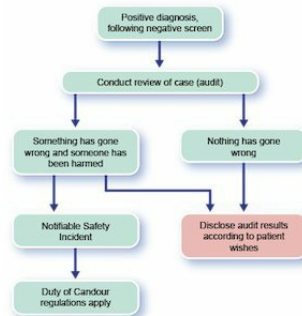 Positive diagnosis,
following negative screen
Conduct review of case (audit)
Something has gone
wrong and someone has
been harmed
Nothing has gone
wrong
Notifiable Safety
Incident
Disclose audit results
according to patient
wishes
Duty of Candour
regulations apply